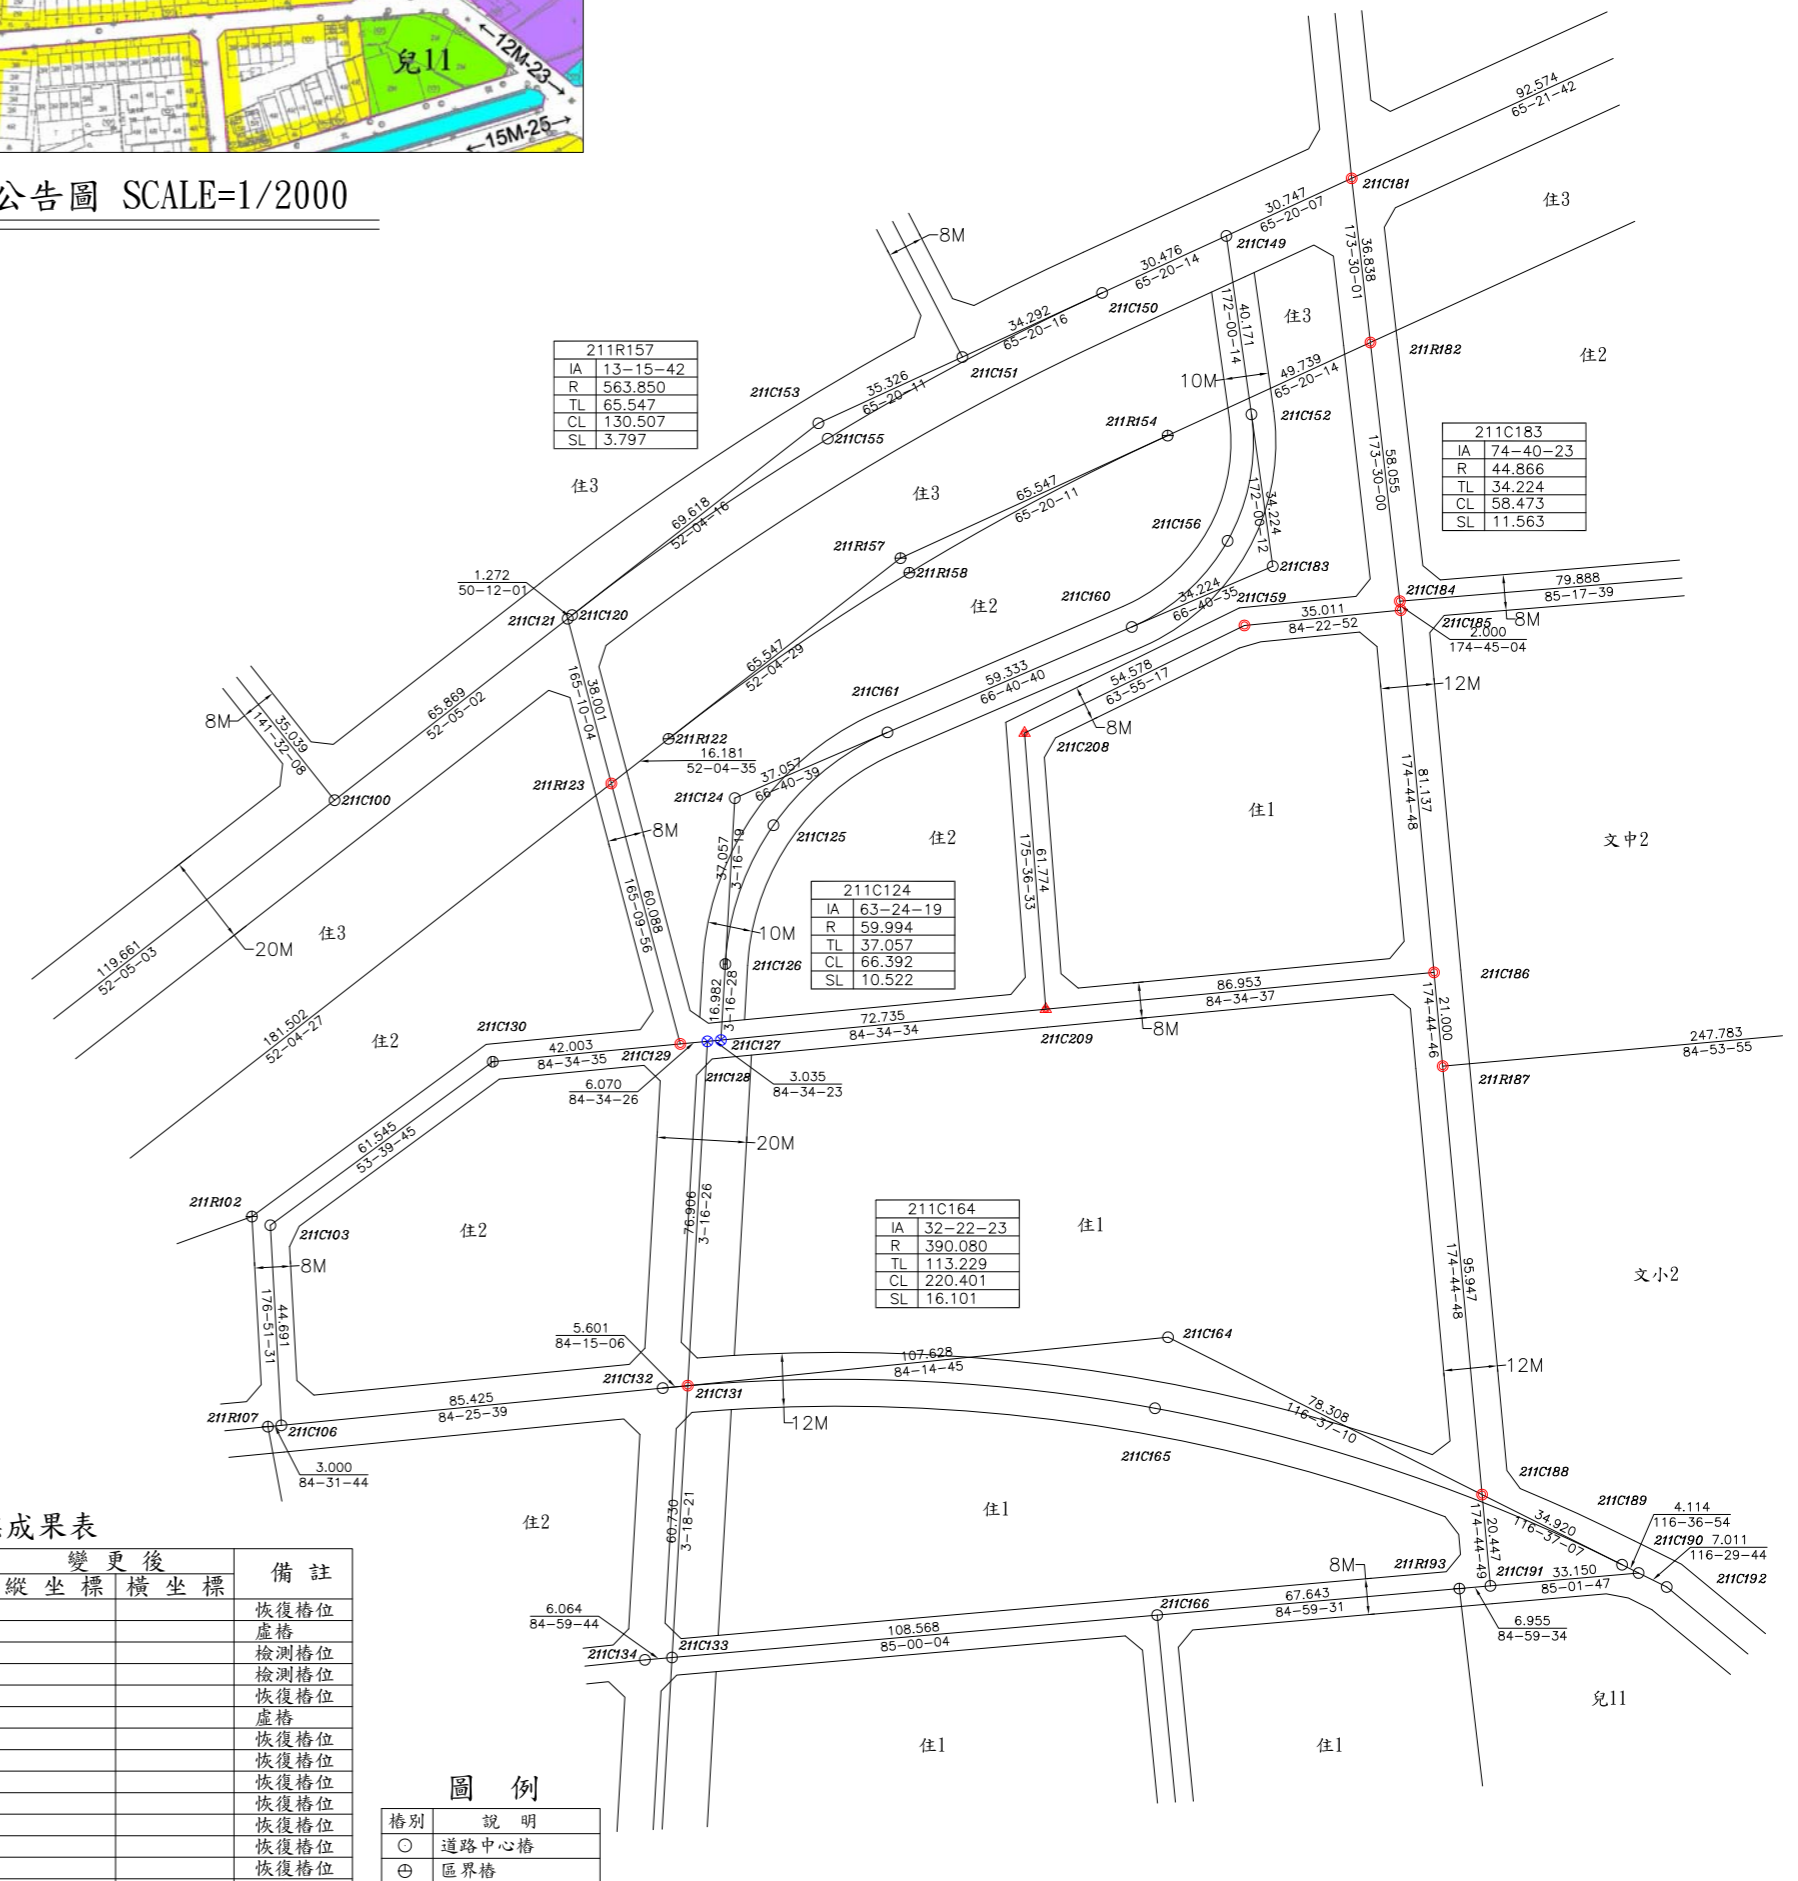 兒11
←12M-23→
←15M-25→
公告圖 SCALE=1/2000
92.574
65-21-42
211C181
30.747
65-20-07
住3
8M
211C149
30.476
65-20-14
36.838
173-30-01
211C150
34.292
65-20-16
40.171
172-00-14
住3
211R182
住2
211R157
IA 13-15-42
R 563.850
TL 65.547
CL 130.507
SL 3.797
211C151
35.326
65-20-11
211C153
10M
49.739
65-20-14
211C152
211R154
211C155
58.055
173-30-00
211C183
IA 74-40-23
R 44.866
TL 34.224
CL 58.473
SL 11.563
住3
住3
65.547
65-20-11
69.618
52-04-16
34.224
172-00-12
211C156
211R157
211R158
211C183
1.272
50-12-01
住2
211C160
34.224
66-40-35
211C159
211C184
79.888
85-17-39
211C120
211C121
35.011
84-22-52
211C185
8M
2.000
174-45-04
65.547
52-04-29
59.333
66-40-40
54.578
63-55-17
211C161
12M
38.001
165-10-04
65.869
52-05-02
8M
35.039
141-32-08
8M
211R122
16.181
52-04-35
211C208
37.057
66-40-39
211R123
211C124
81.137
174-44-48
211C100
住1
8M
211C125
住2
文中2
37.057
3-16-19
61.774
175-36-33
211C124
IA 63-24-19
R 59.994
TL 37.057
CL 66.392
SL 10.522
60.088
165-09-56
住3
10M
20M
119.661
52-05-03
211C126
211C186
86.953
84-34-37
16.982
3-16-28
21.000
174-44-46
181.502
52-04-27
72.735
84-34-34
8M
211C130
住2
211C209
247.783
84-53-55
42.003
84-34-35
211C129
211C127
211C128
3.035
84-34-23
6.070
84-34-26
211R187
61.545
53-39-45
20M
211R102
76.906
3-16-26
211C103
住2
211C164
IA 32-22-23
R 390.080
TL 113.229
CL 220.401
SL 16.101
住1
95.947
174-44-48
文小2
8M
44.691
176-51-31
5.601
84-15-06
211C164
107.628
84-14-45
12M
211C132
211C131
85.425
84-25-39
78.308
116-37-10
211R107
211C106
12M
211C165
3.000
84-31-44
211C188
211C189
4.114
116-36-54
成果表
變更後
備註
縱坐標 橫坐標
恢復樁位
虛樁
檢測樁位
檢測樁位
恢復樁位
虛樁
恢復樁位
恢復樁位
恢復樁位
恢復樁位
恢復樁位
恢復樁位
恢復樁位
住2
住1
60.730
3-18-21
20.447
174-44-49
34.920
116-37-07
211C190
7.011
116-29-44
8M
211R193
211C191
33.150
85-01-47
211C192
67.643
84-59-31
211C166
6.955
84-59-34
6.064
84-59-44
108.568
85-00-04
211C133
211C134
兒11
住1
住1
圖例
樁別 說明
道路中心樁
區界樁